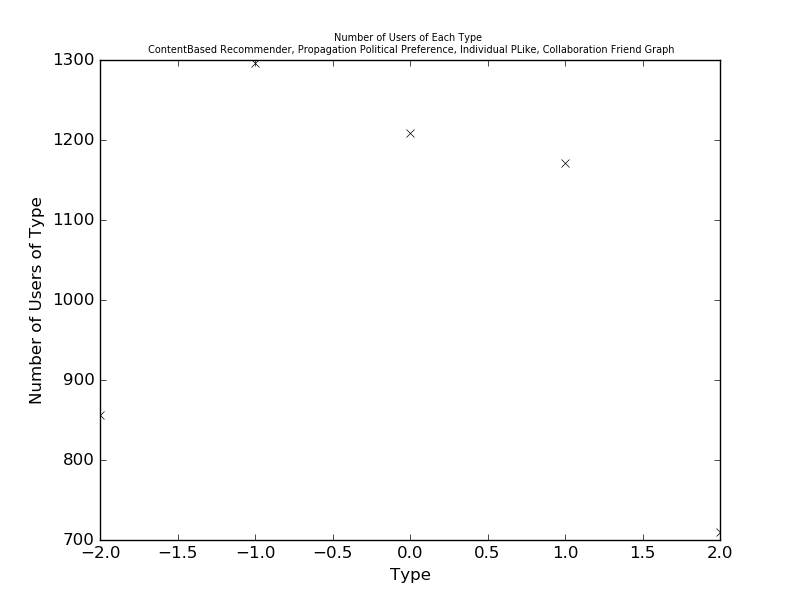 Number of Users of Each Type
ContentBased Recommender, Propagation Political Preference, Individual PLike, Collaboration Friend Graph
1300
1200
1100
1000
900
800
700
Number of Users of Type
−2.0 −1.5 −1.0 −0.5 0.0 0.5 1.0 1.5 2.0
Type